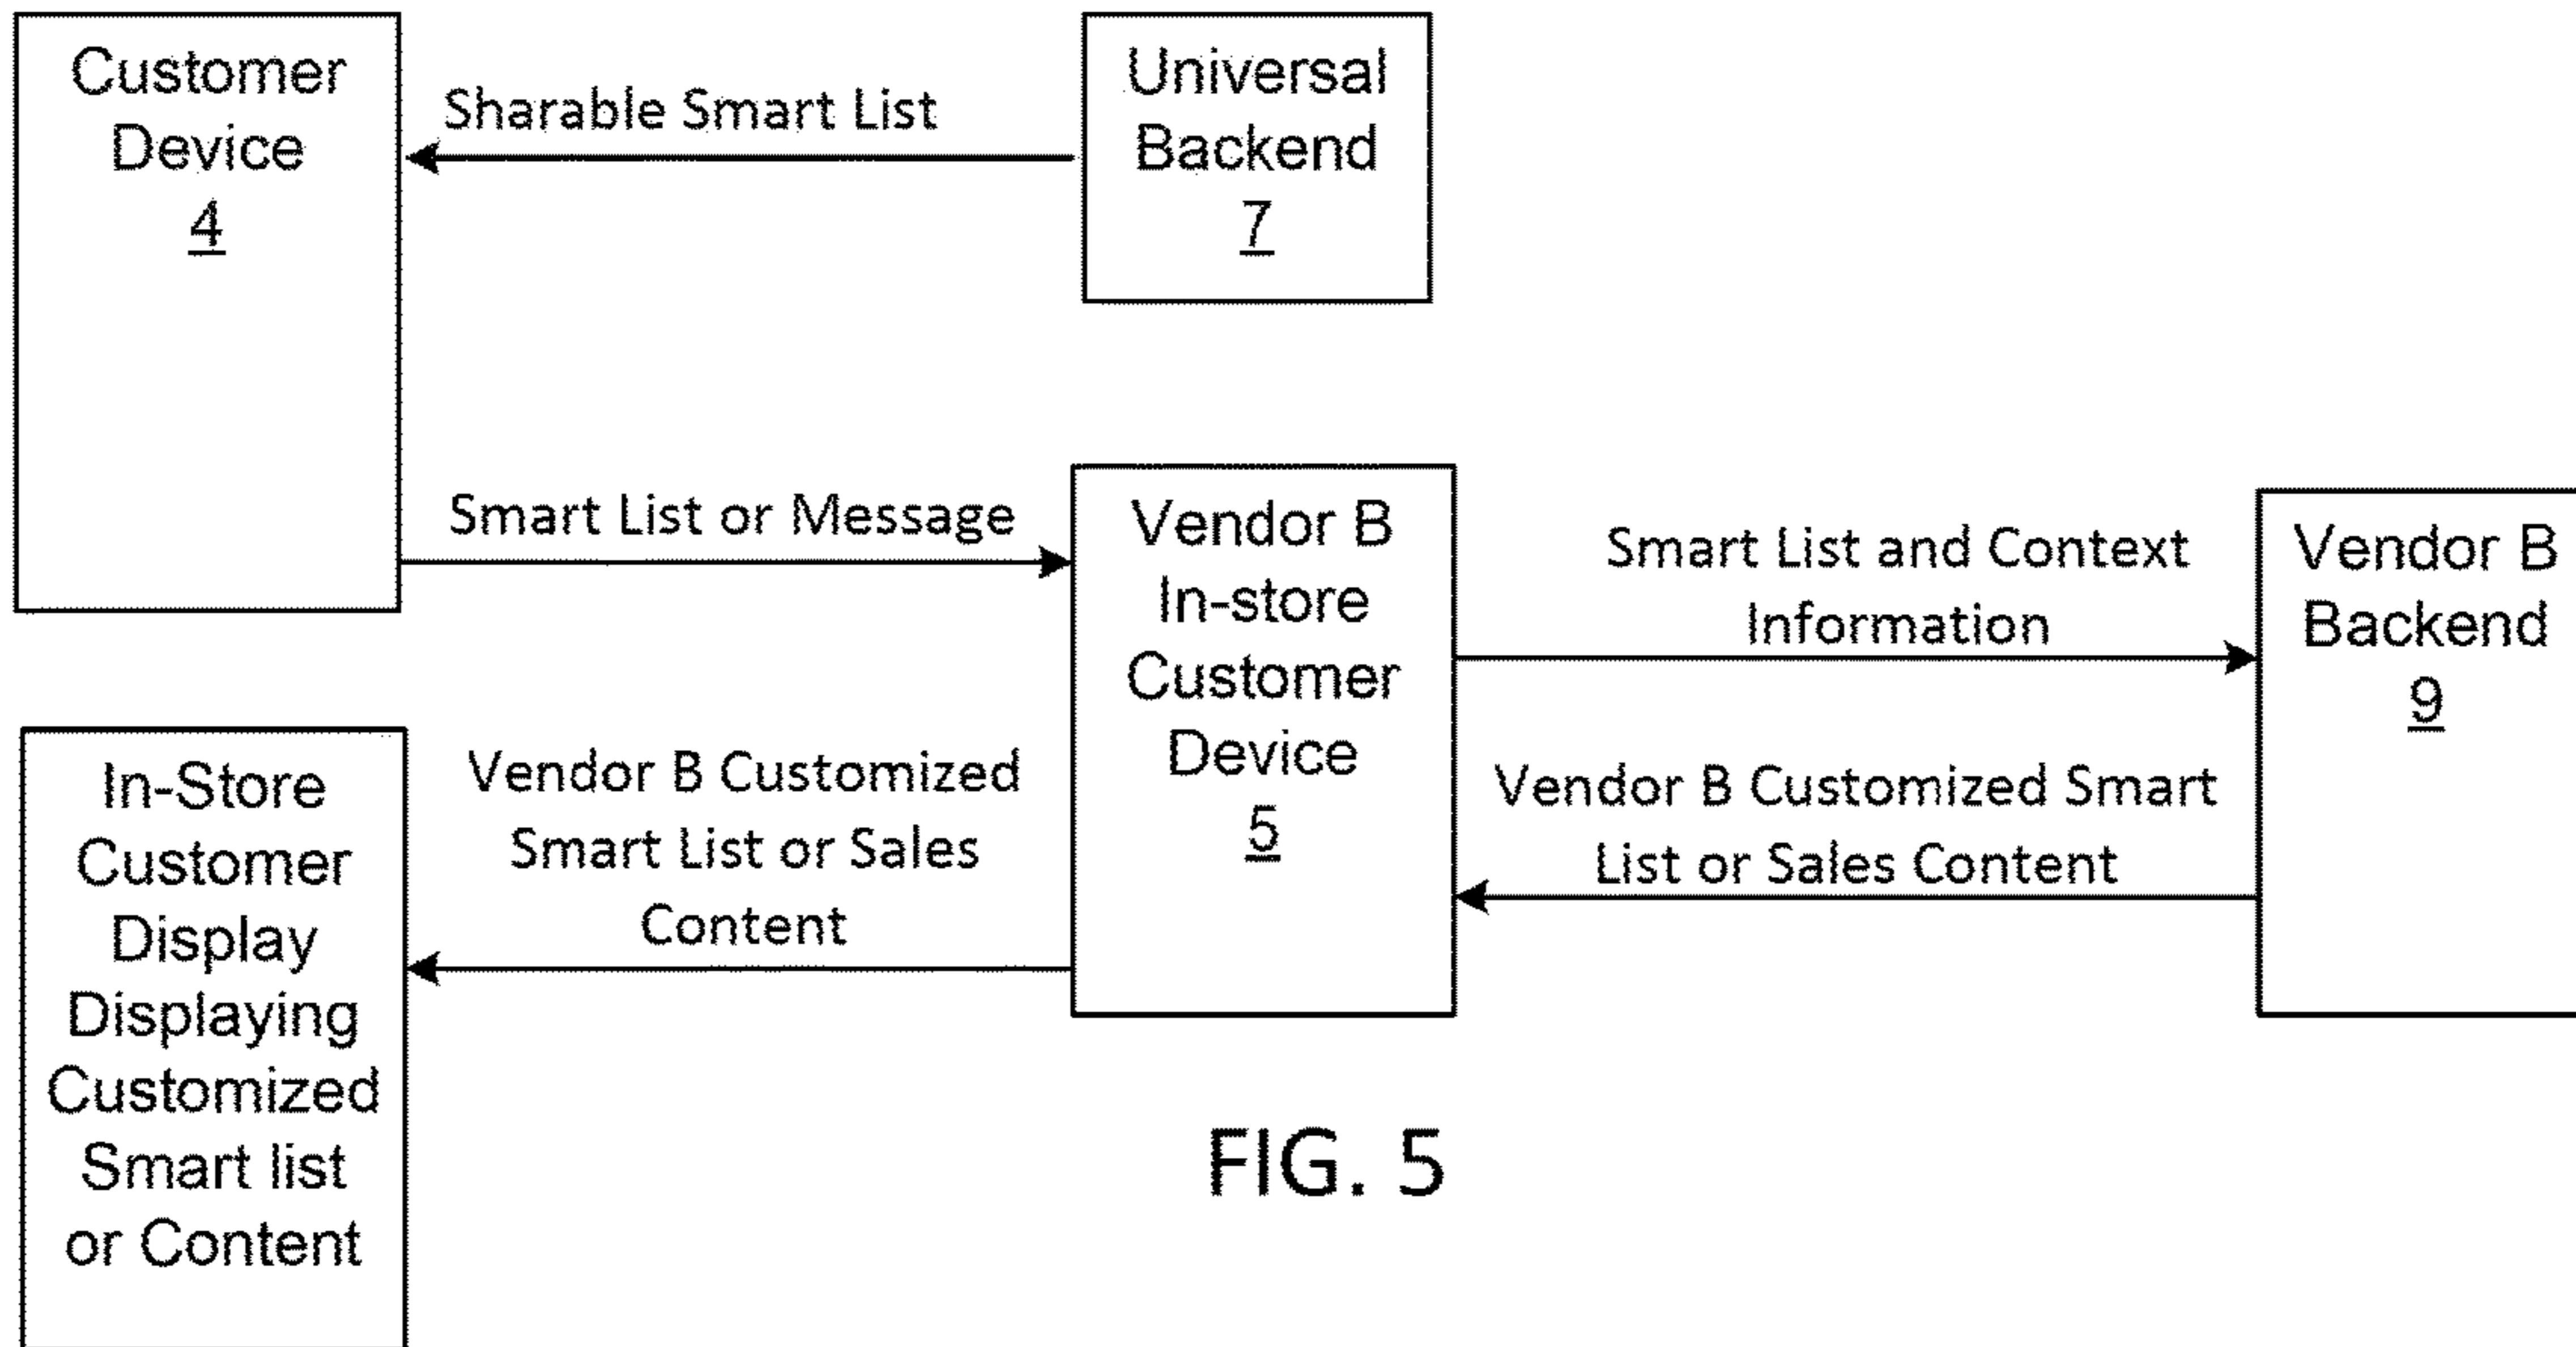 Customer
Device
4
Sharable Smart List
Universal
Backend
7
Smart List or Message
Vendor B
In-store
Customer
Device
5
Smart List and Context
Information
Vendor B
Backend
9
Vendor B Customized Smart
List or Sales Content
Vendor B Customized
Smart List or Sales
Content
In-Store
Customer
Display
Displaying
Customized
Smart list
or Content
FIG. 5